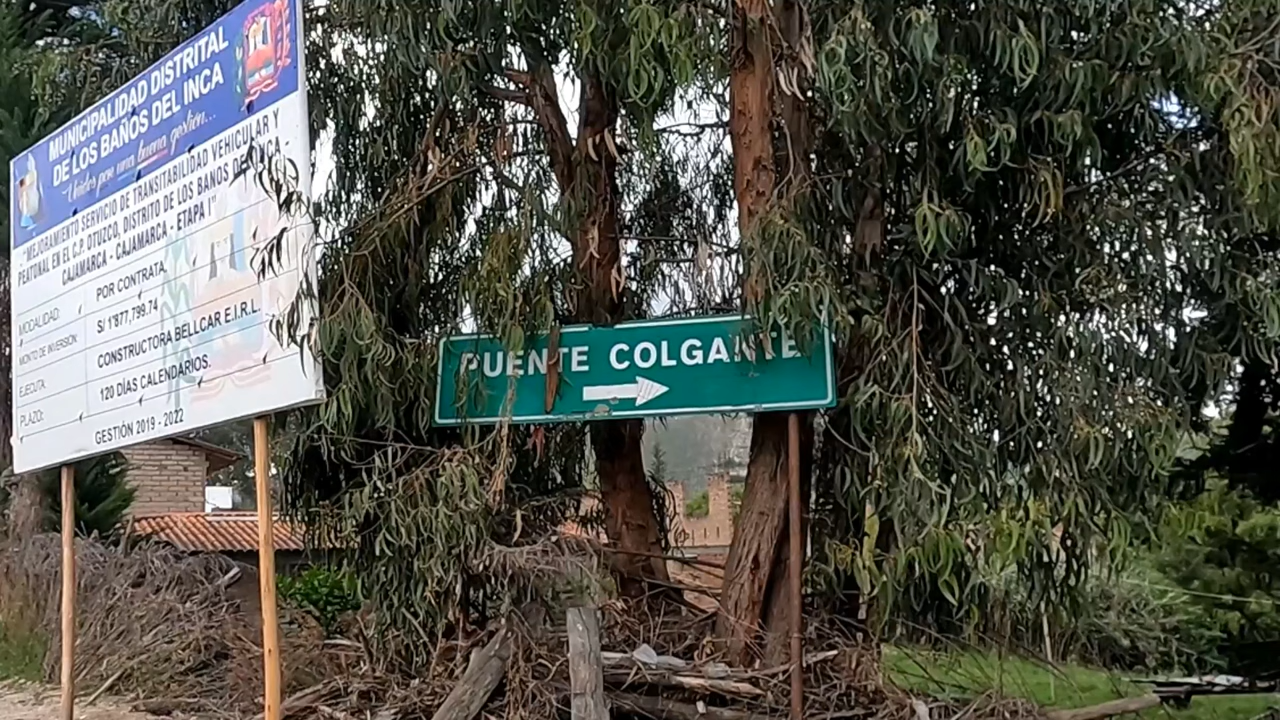 MUNICIPALIDAD DISTRITAL
DE LOS BAÑOS DEL INCA
Unidos por una buena gestión...
"MEJORAMIENTO SERVICIO DE TRANSITABILIDAD VEHICULAR Y
PEATONAL EN EL C.P. OTUZCO, DISTRITO DE LOS BAÑOS DE INCA -
CAJAMARCA - CAJAMARCA - ETAPA I"
MODALIDAD: POR CONTRATA.
MONTO DE INVERSIÓN: S/ 1'877,799.74
EJECUTA: CONSTRUCTORA BELLCAR E.I.R.L.
PLAZO: 120 DÍAS CALENDARIOS.
GESTIÓN 2019 - 2022
PUENTE COLGANTE